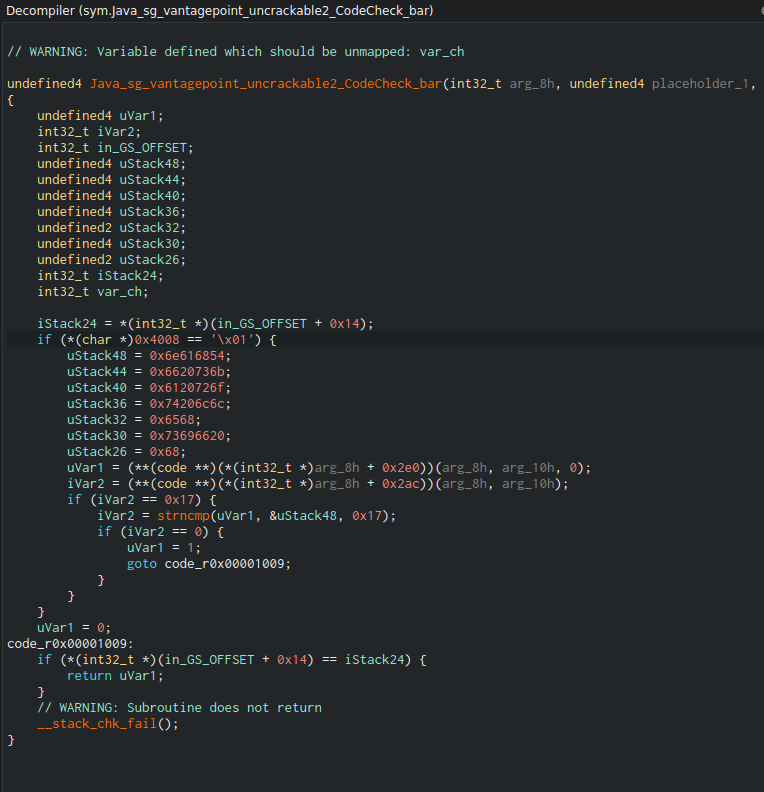 Decompiler (sym.Java_sg_vantagepoint_uncrackable2_CodeCheck_bar)
// WARNING: Variable defined which should be unmapped: var_ch
undefined4 Java_sg_vantagepoint_uncrackable2_CodeCheck_bar(int32_t arg_8h, undefined4 placeholder_1,
{
    undefined4 uVar1;
    int32_t iVar2;
    int32_t in_GS_OFFSET;
    undefined4 uStack48;
    undefined4 uStack44;
    undefined4 uStack40;
    undefined4 uStack36;
    undefined2 uStack32;
    undefined4 uStack30;
    undefined2 uStack26;
    int32_t iStack24;
    int32_t var_ch;
    iStack24 = *(int32_t *)(in_GS_OFFSET + 0x14);
    if (*(char *)0x4008 == '\x01') {
        uStack48 = 0x6e616854;
        uStack44 = 0x6620736b;
        uStack40 = 0x6120726f;
        uStack36 = 0x74206c6c;
        uStack32 = 0x6568;
        uStack30 = 0x73696620;
        uStack26 = 0x68;
        uVar1 = (**(code **)(*(int32_t *)arg_8h + 0x2e0))(arg_8h, arg_10h, 0);
        iVar2 = (**(code **)(*(int32_t *)arg_8h + 0x2ac))(arg_8h, arg_10h);
        if (iVar2 == 0x17) {
            iVar2 = strncmp(uVar1, &uStack48, 0x17);
            if (iVar2 == 0) {
                uVar1 = 1;
                goto code_r0x00001009;
            }
        }
    }
    uVar1 = 0;
code_r0x00001009:
    if (*(int32_t *)(in_GS_OFFSET + 0x14) == iStack24) {
        return uVar1;
    }
    // WARNING: Subroutine does not return
    __stack_chk_fail();
}